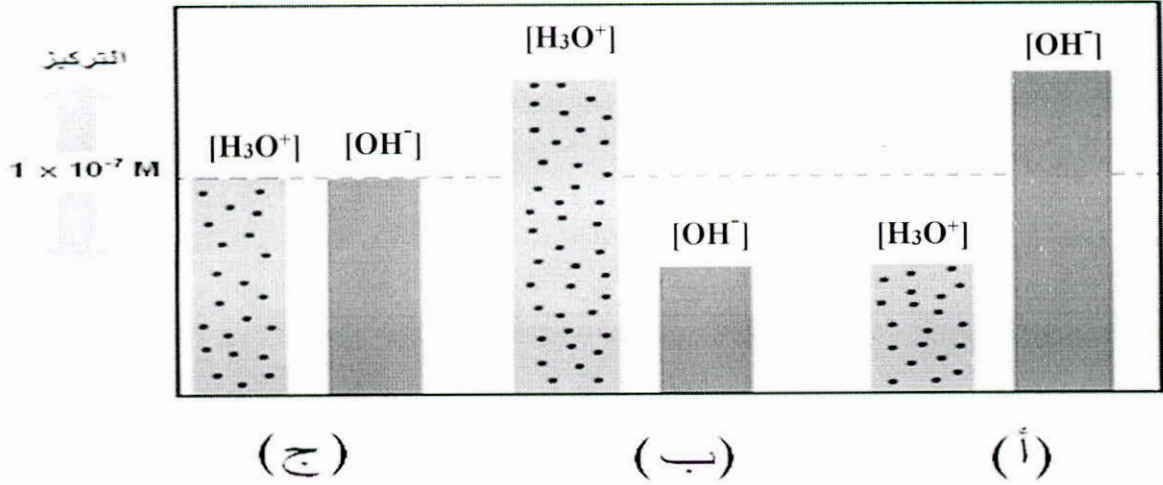 التركيز
1 × 10⁻⁷ M
[H₃O⁺] [OH⁻]
[H₃O⁺]
[OH⁻]
[H₃O⁺]
[OH⁻]
(أ)
(ب)
(ج)